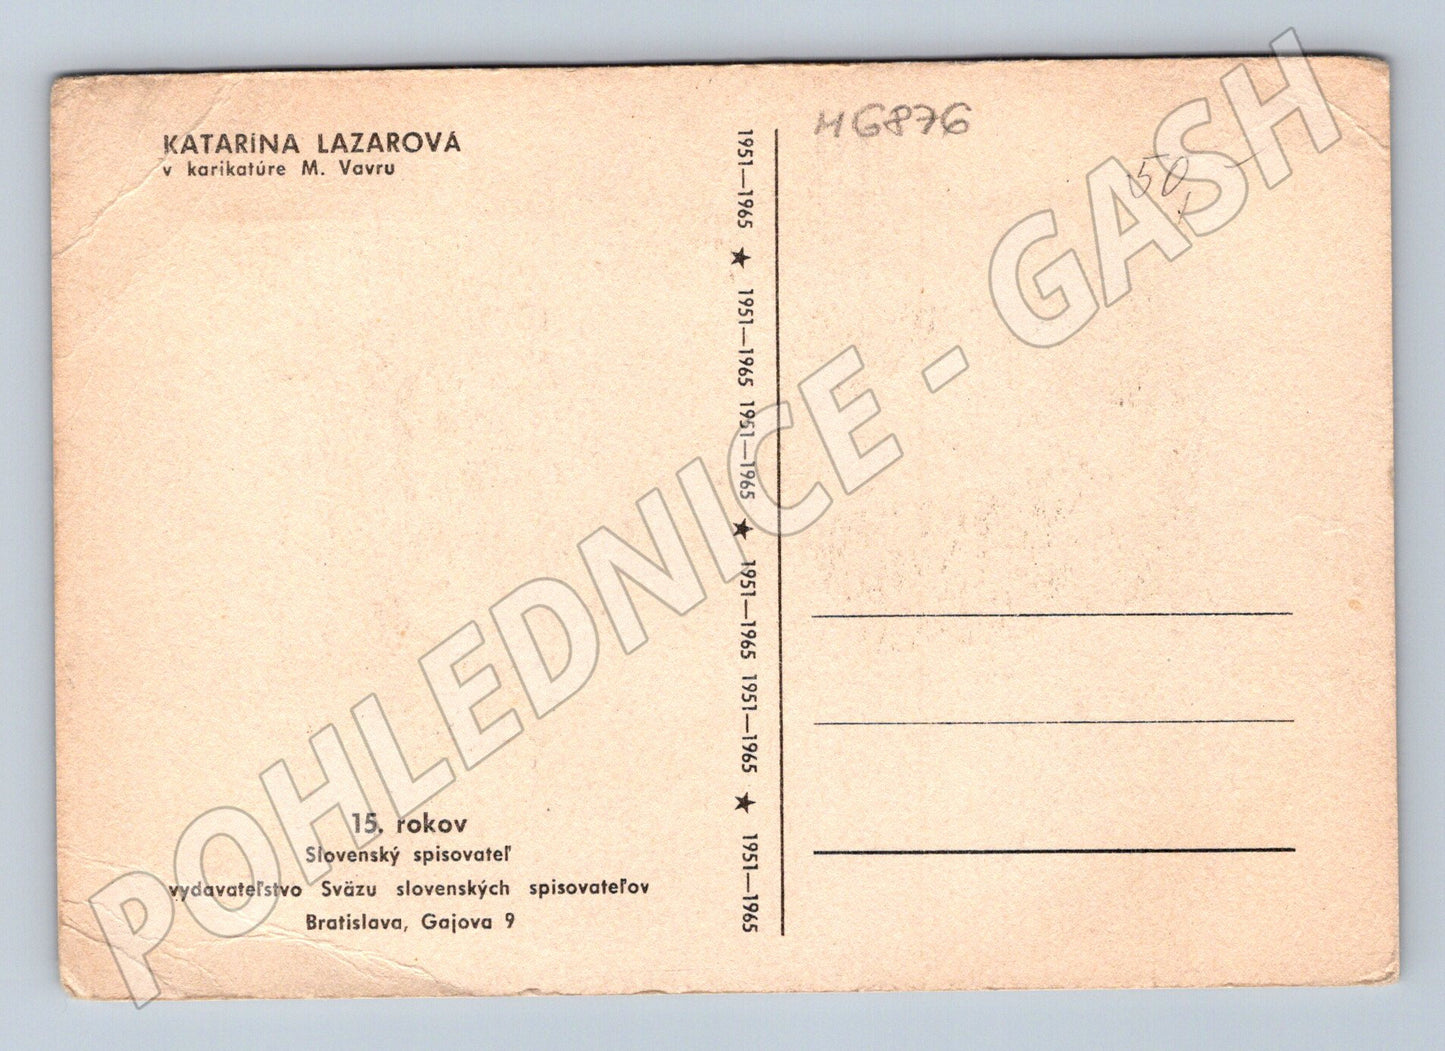 KATARÍNA LAZAROVÁ
v karikatúre M. Vavru
1951—1965 ★ 1951—1965 1951—1965 ★ 1951—1965 1951—1965 ★ 1951—1965
50,-
15. rokov
Slovenský spisovateľ
vydavateľstvo Sväzu slovenských spisovateľov
Bratislava, Gajova 9
POHLEDNICE - GASH